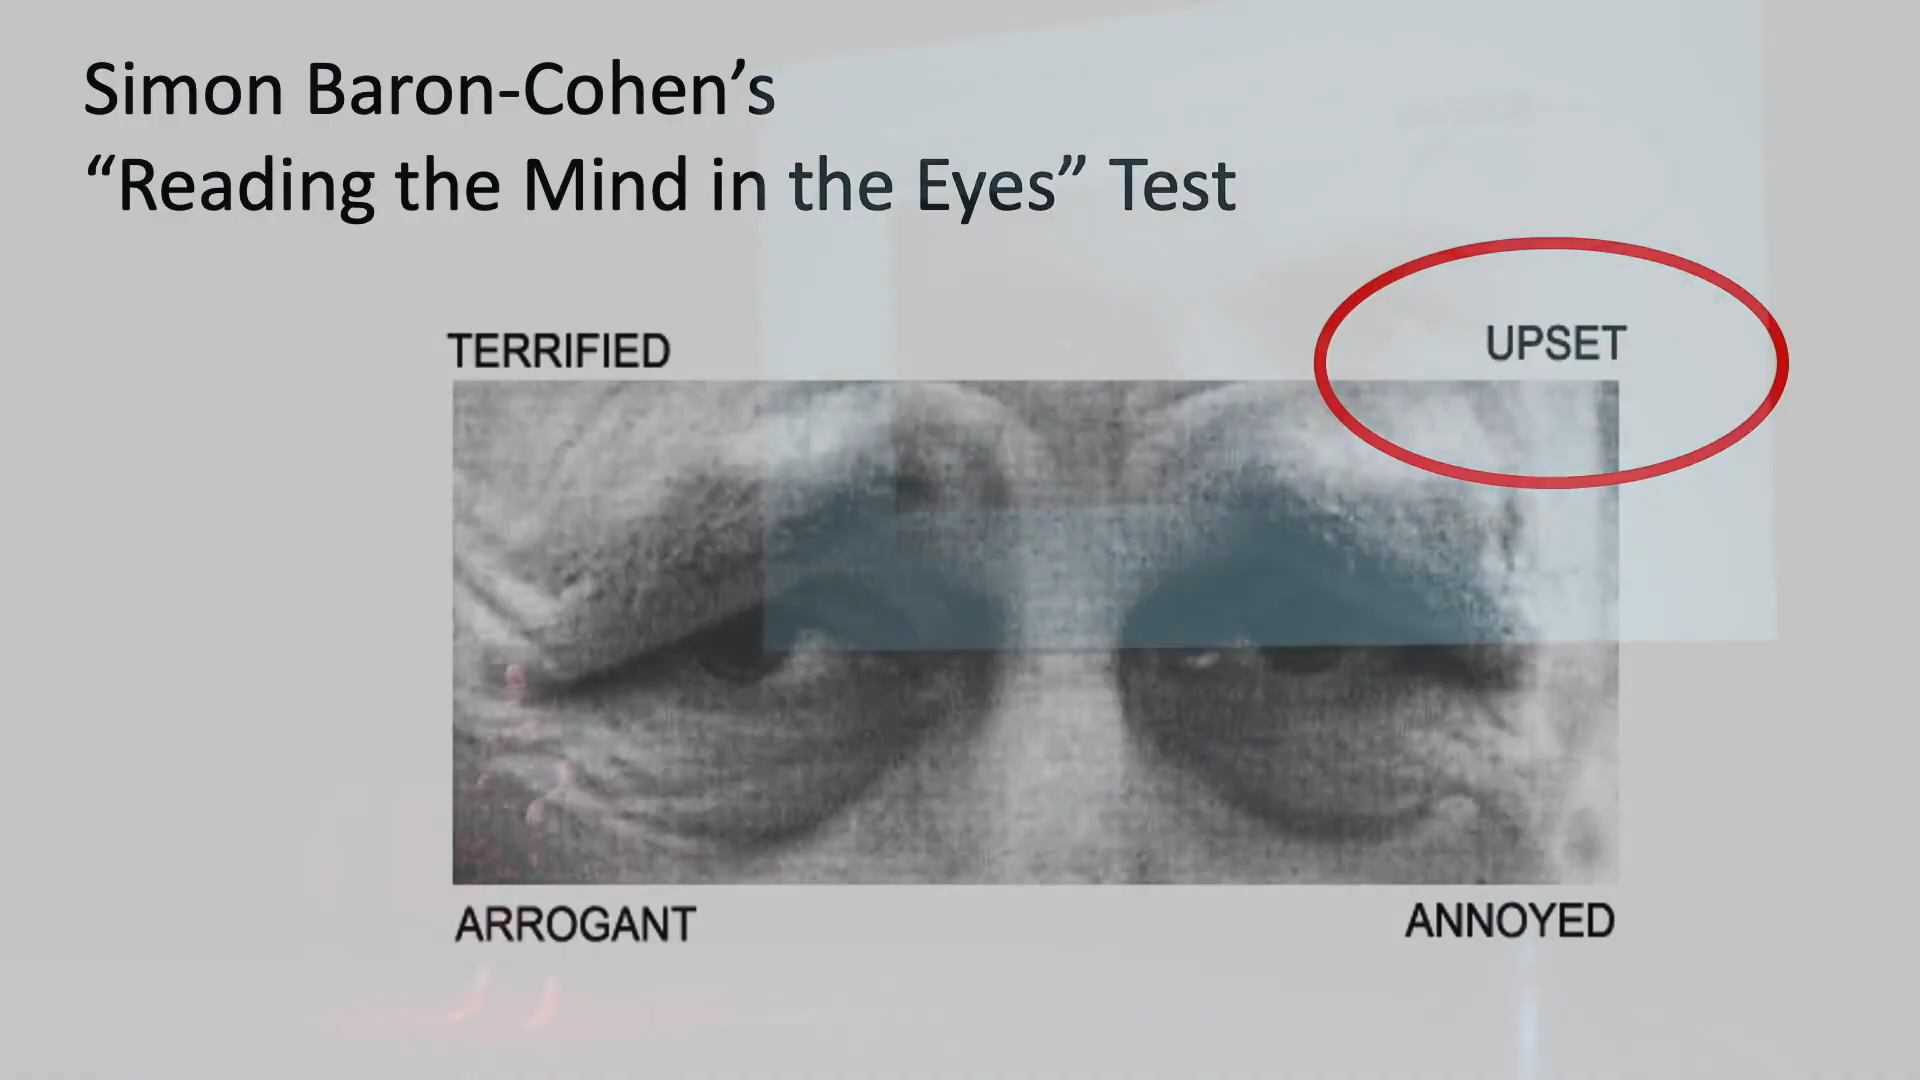 Simon Baron-Cohen’s
“Reading the Mind in the Eyes” Test
TERRIFIED
UPSET
ARROGANT
ANNOYED